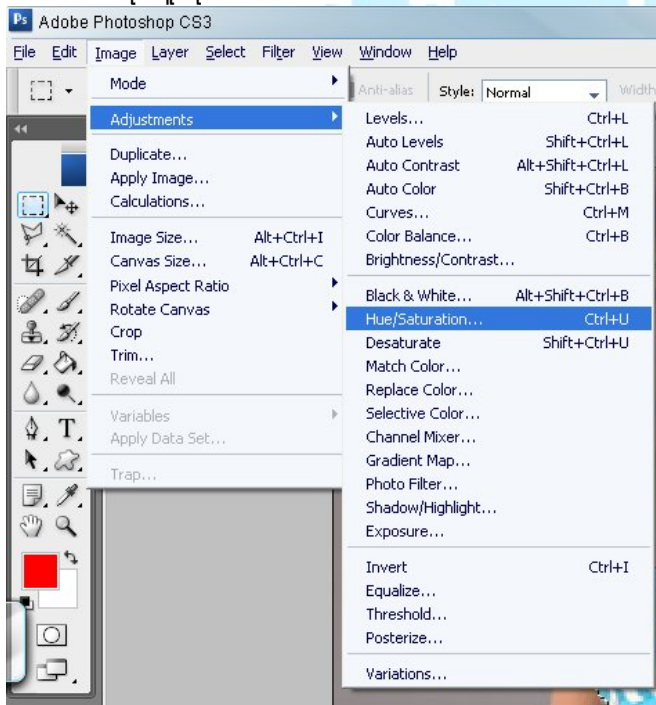 Ps Adobe Photoshop CS3
File Edit Image Layer Select Filter View Window Help
Anti-alias Style: Normal Width
Mode
Adjustments
Duplicate...
Apply Image...
Calculations...
Image Size... Alt+Ctrl+I
Canvas Size... Alt+Ctrl+C
Pixel Aspect Ratio
Rotate Canvas
Crop
Trim...
Reveal All
Variables
Apply Data Set...
Trap...
Levels... Ctrl+L
Auto Levels Shift+Ctrl+L
Auto Contrast Alt+Shift+Ctrl+L
Auto Color Shift+Ctrl+B
Curves... Ctrl+M
Color Balance... Ctrl+B
Brightness/Contrast...
Black & White... Alt+Shift+Ctrl+B
Hue/Saturation... Ctrl+U
Desaturate Shift+Ctrl+U
Match Color...
Replace Color...
Selective Color...
Channel Mixer...
Gradient Map...
Photo Filter...
Shadow/Highlight...
Exposure...
Invert Ctrl+I
Equalize...
Threshold...
Posterize...
Variations...